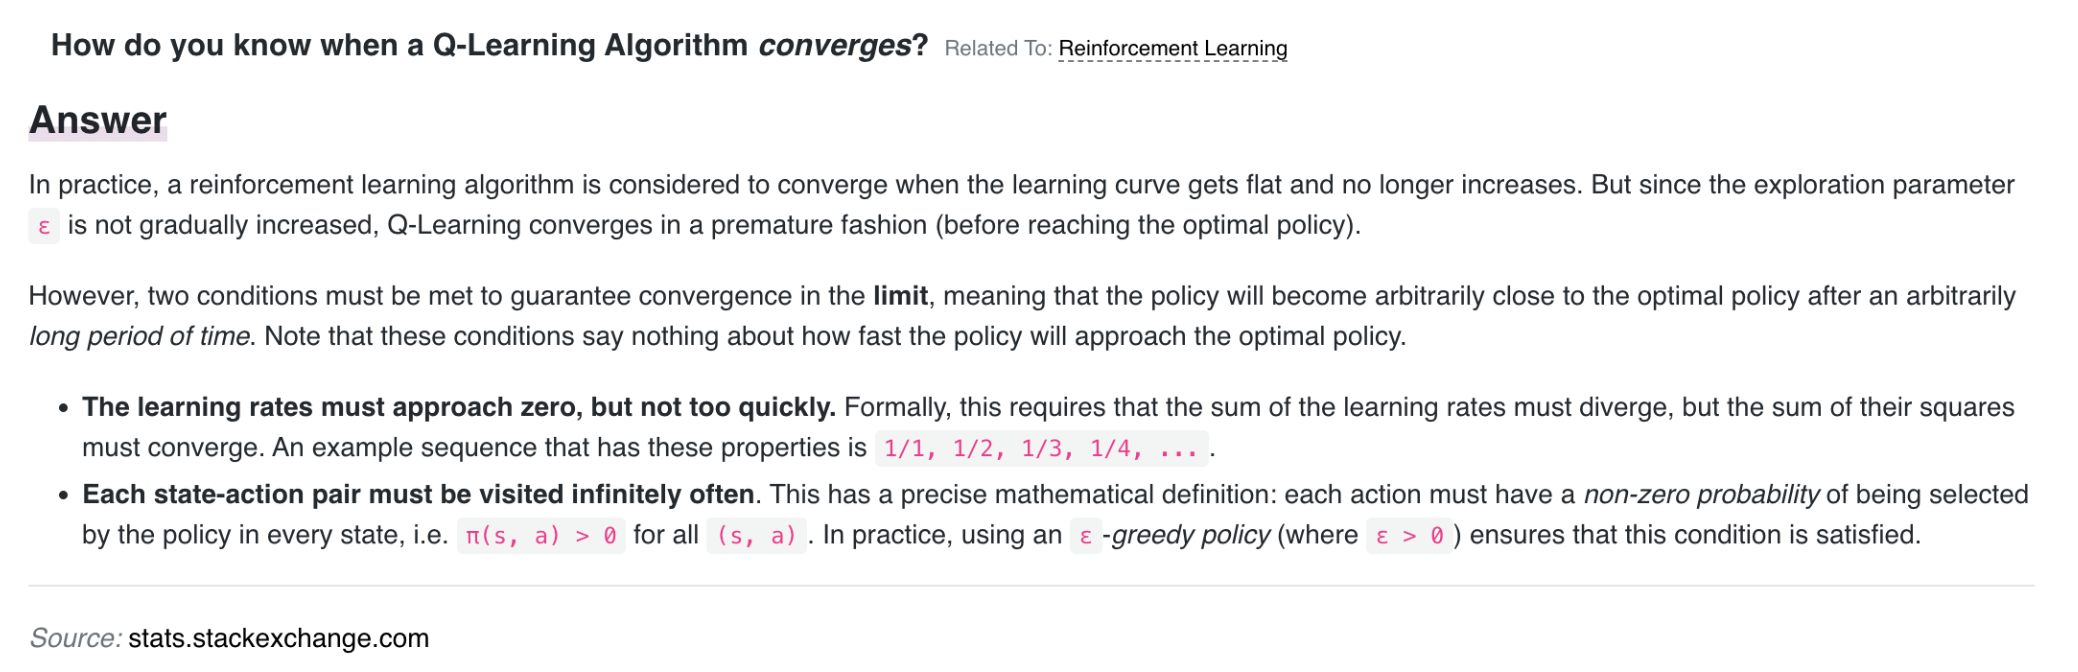 How do you know when a Q-Learning Algorithm converges? Related To: Reinforcement Learning
Answer
In practice, a reinforcement learning algorithm is considered to converge when the learning curve gets flat and no longer increases. But since the exploration parameter
ε is not gradually increased, Q-Learning converges in a premature fashion (before reaching the optimal policy).
However, two conditions must be met to guarantee convergence in the limit, meaning that the policy will become arbitrarily close to the optimal policy after an arbitrarily
long period of time. Note that these conditions say nothing about how fast the policy will approach the optimal policy.
• The learning rates must approach zero, but not too quickly. Formally, this requires that the sum of the learning rates must diverge, but the sum of their squares
must converge. An example sequence that has these properties is 1/1, 1/2, 1/3, 1/4, ... .
• Each state-action pair must be visited infinitely often. This has a precise mathematical definition: each action must have a non-zero probability of being selected
by the policy in every state, i.e. π(s, a) > 0 for all (s, a) . In practice, using an ε -greedy policy (where ε > 0 ) ensures that this condition is satisfied.
Source: stats.stackexchange.com